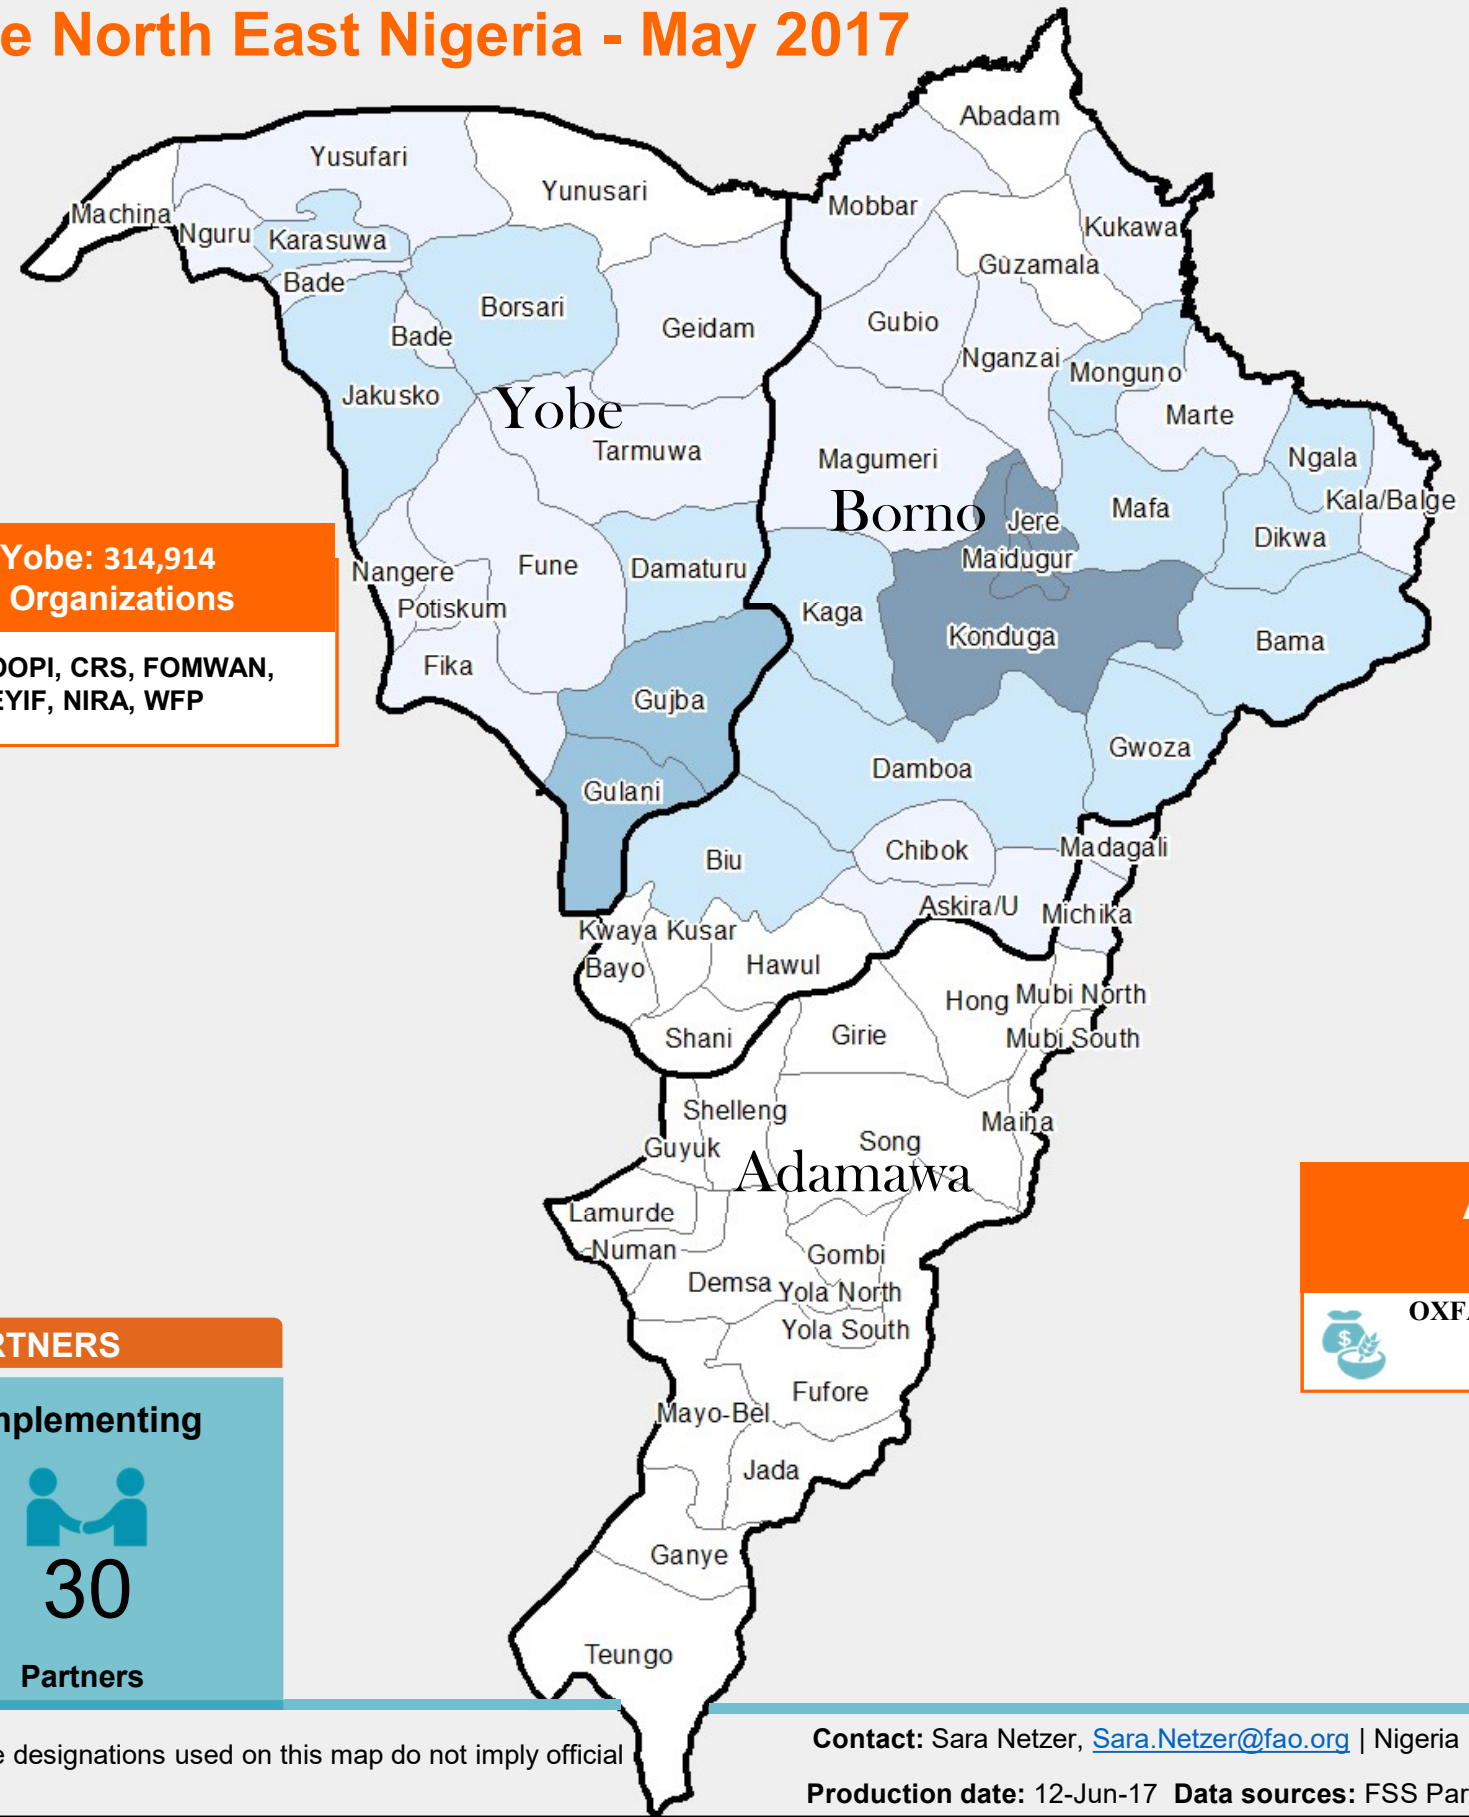 e North East Nigeria - May 2017
Abadam
Yusufari
Yunusari
Mobbar
Machina
Nguru
Karasuwa
Kukawa
Guzamala
Bade
Borsari
Geidam
Gubio
Bade
Nganzai
Monguno
Jakusko
Yobe
Marte
Tarmuwa
Magumeri
Ngala
Kala/Balge
Borno
Jere
Mafa
Dikwa
Maidugur
Nangere
Fune
Damaturu
Potiskum
Kaga
Konduga
Bama
Fika
Gujba
Gwoza
Damboa
Gulani
Chibok
Madagali
Biu
Askira/U
Michika
Kwaya Kusar
Bayo
Hawul
Hong
Mubi North
Shani
Girie
Mubi South
Shelleng
Maiha
Guyuk
Song
Adamawa
Lamurde
Numan
Gombi
Demsa
Yola North
Yola South
Fufore
Mayo-Bel
Jada
Ganye
Teungo
Yobe: 314,914
Organizations
OOPI, CRS, FOMWAN,
EYIF, NIRA, WFP
RTNERS
mplementing
30
Partners
A
OXFA
$
e designations used on this map do not imply official
Contact: Sara Netzer, Sara.Netzer@fao.org | Nigeria
Production date: 12-Jun-17 Data sources: FSS Par